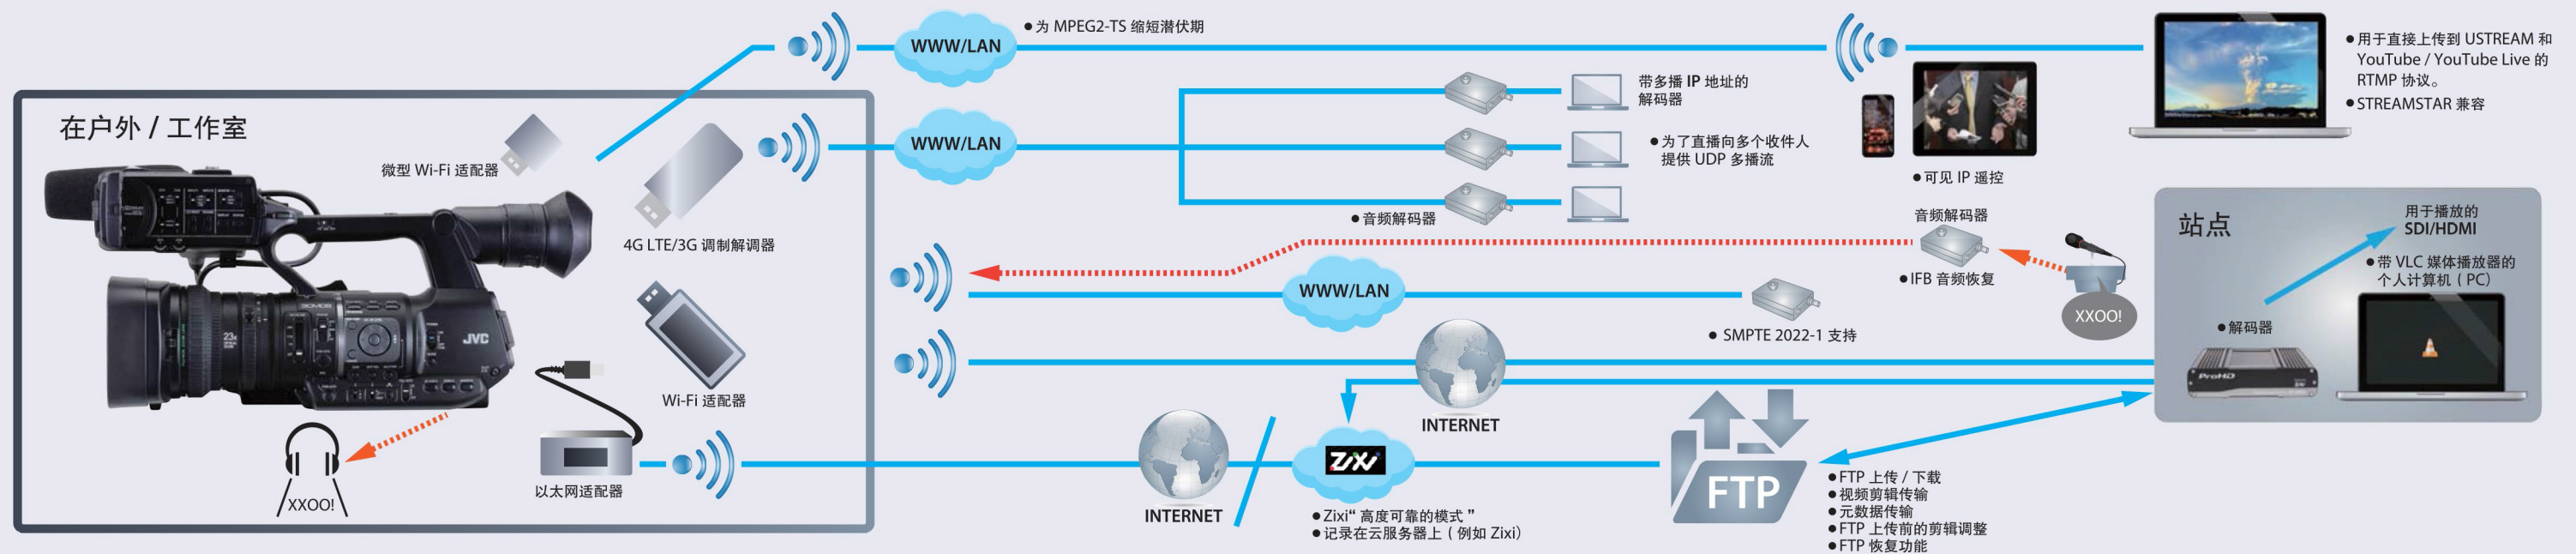 在户外 / 工作室
微型 Wi-Fi 适配器
4G LTE/3G 调制解调器
Wi-Fi 适配器
以太网适配器
23x
JVC
XXOO!
WWW/LAN
●为 MPEG2-TS 缩短潜伏期
WWW/LAN
带多播 IP 地址的
解码器
●为了直播向多个收件人
提供 UDP 多播流
●音频解码器
●可见 IP 遥控
●用于直接上传到 USTREAM 和
YouTube / YouTube Live 的
RTMP 协议。
●STREAMSTAR 兼容
音频解码器
●IFB 音频恢复
XXOO!
WWW/LAN
● SMPTE 2022-1 支持
INTERNET
INTERNET
ZiXi
●Zixi“ 高度可靠的模式 ”
●记录在云服务器上（例如 Zixi）
FTP
●FTP 上传 / 下载
●视频剪辑传输
●元数据传输
●FTP 上传前的剪辑调整
●FTP 恢复功能
站点
用于播放的
SDI/HDMI
●带 VLC 媒体播放器的
个人计算机（ PC）
●解码器
ProHD